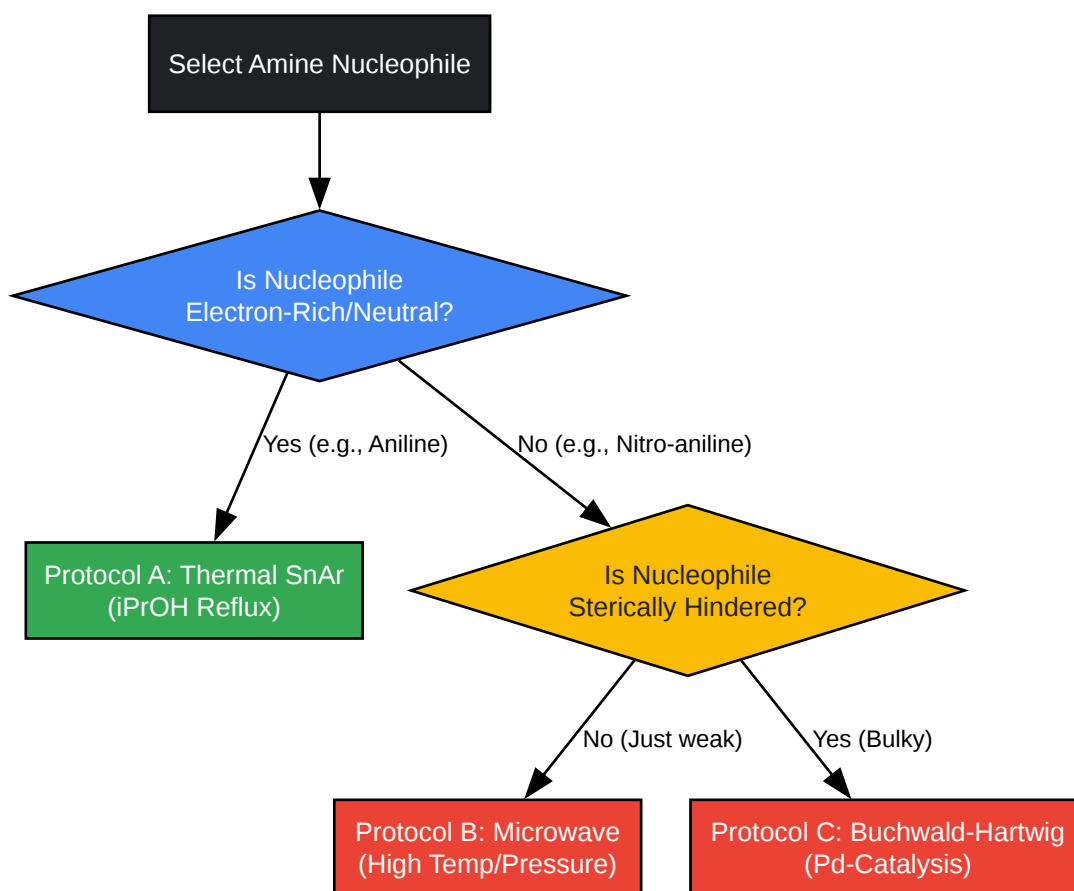 Select Amine Nucleophile
Is Nucleophile
Electron-Rich/Neutral?
Yes (e.g., Aniline)
No (e.g., Nitro-aniline)
Protocol A: Thermal SnAr
(iPrOH Reflux)
Is Nucleophile
Sterically Hindered?
No (Just weak)
Yes (Bulky)
Protocol B: Microwave
(High Temp/Pressure)
Protocol C: Buchwald-Hartwig
(Pd-Catalysis)